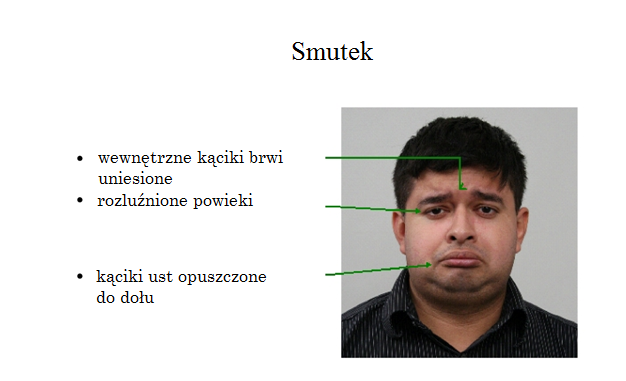 Smutek
• wewnętrzne kąciki brwi
uniesione
• rozluźnione powieki
• kąciki ust opuszczone
do dołu